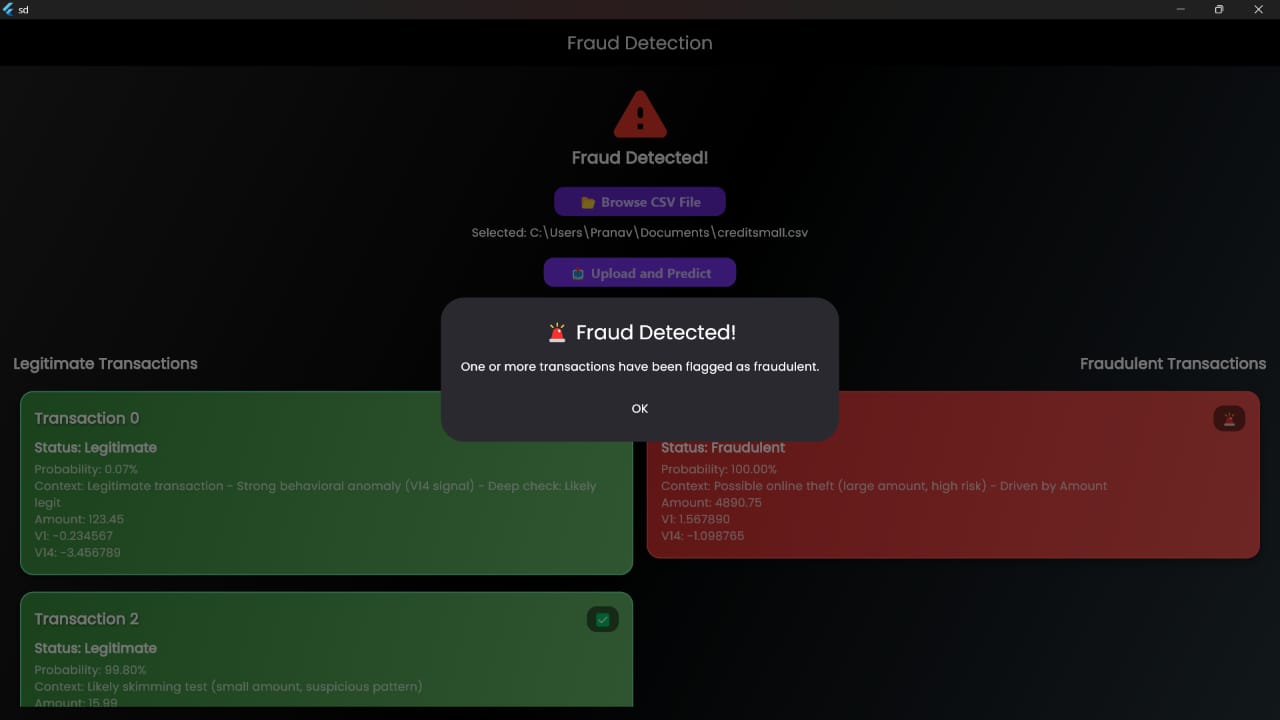 sd
Fraud Detection
Fraud Detected!
📂 Browse CSV File
Selected: C:\Users\Pranav\Documents\creditsmall.csv
Upload and Predict
🚨 Fraud Detected!
One or more transactions have been flagged as fraudulent.
OK
Legitimate Transactions
Fraudulent Transactions
Transaction 0
Status: Legitimate
Probability: 0.07%
Context: Legitimate transaction - Strong behavioral anomaly (V14 signal) - Deep check: Likely
legit
Amount: 123.45
V1: -0.234567
V14: -3.456789
Status: Fraudulent
Probability: 100.00%
Context: Possible online theft (large amount, high risk) - Driven by Amount
Amount: 4890.75
V1: 1.567890
V14: -1.098765
Transaction 2
Status: Legitimate
Probability: 99.80%
Context: Likely skimming test (small amount, suspicious pattern)
Amount: 15.99